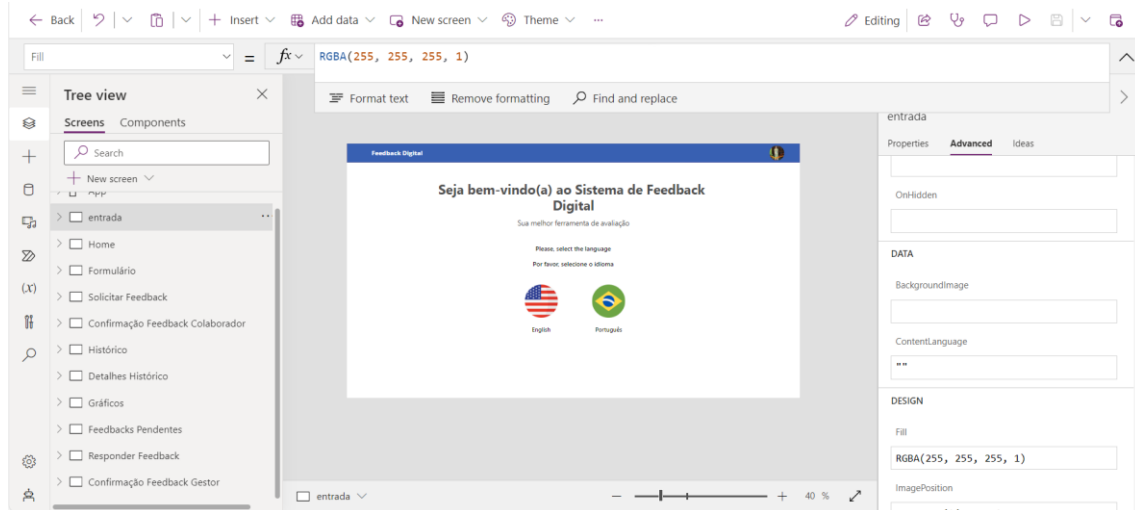 Back
Insert
Add data
New screen
Theme
Editing
Fill
=
fx
RGBA(255, 255, 255, 1)
Format text
Remove formatting
Find and replace
Tree view
Screens
Components
Search
New screen
App
entrada
Home
Formulário
Solicitar Feedback
Confirmação Feedback Colaborador
Histórico
Detalhes Histórico
Gráficos
Feedbacks Pendentes
Responder Feedback
Confirmação Feedback Gestor
(x)
Feedback Digital
Seja bem-vindo(a) ao Sistema de Feedback
Digital
Sua melhor ferramenta de avaliação
Please, select the language
Por favor, selecione o idioma
English
Português
entrada
40 %
entrada
Properties
Advanced
Ideas
OnHidden
DATA
BackgroundImage
ContentLanguage
""
DESIGN
Fill
RGBA(255, 255, 255, 1)
ImagePosition